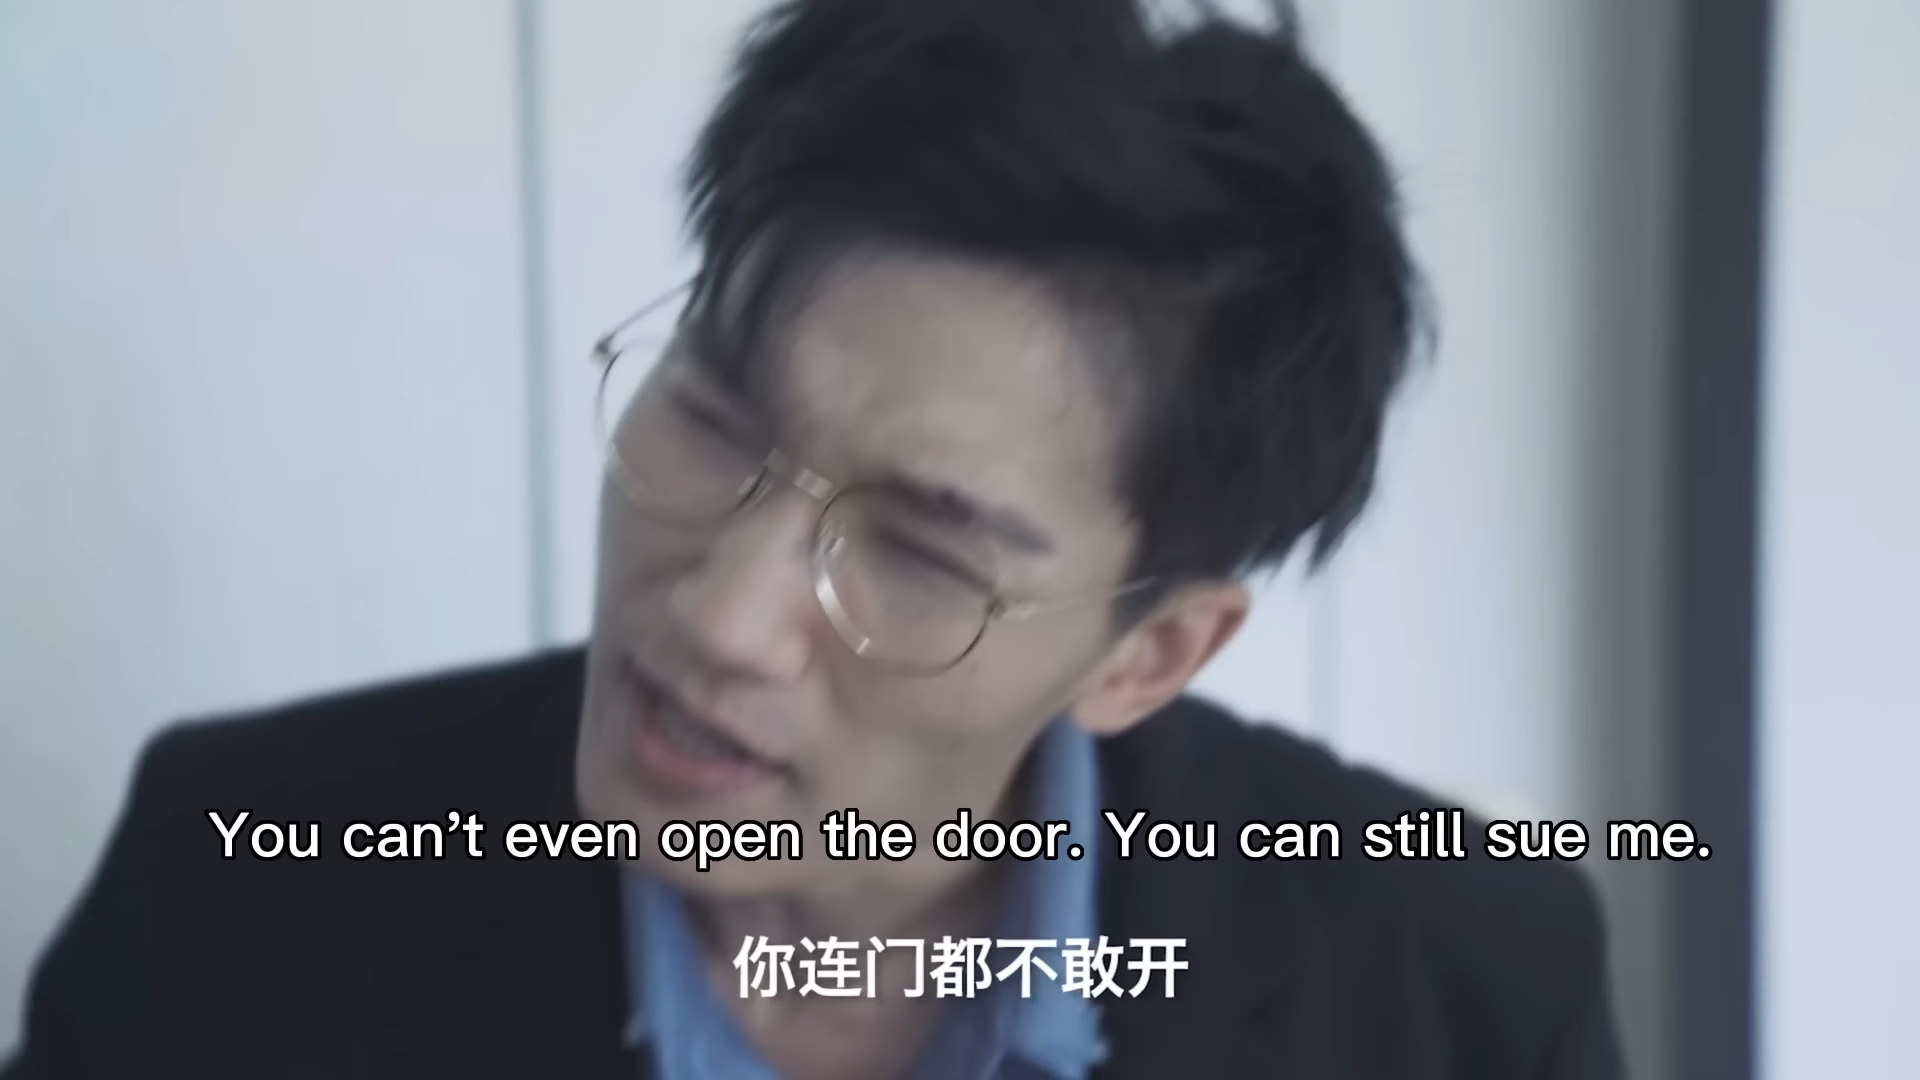 You can’t even open the door. You can still sue me.
你连门都不敢开